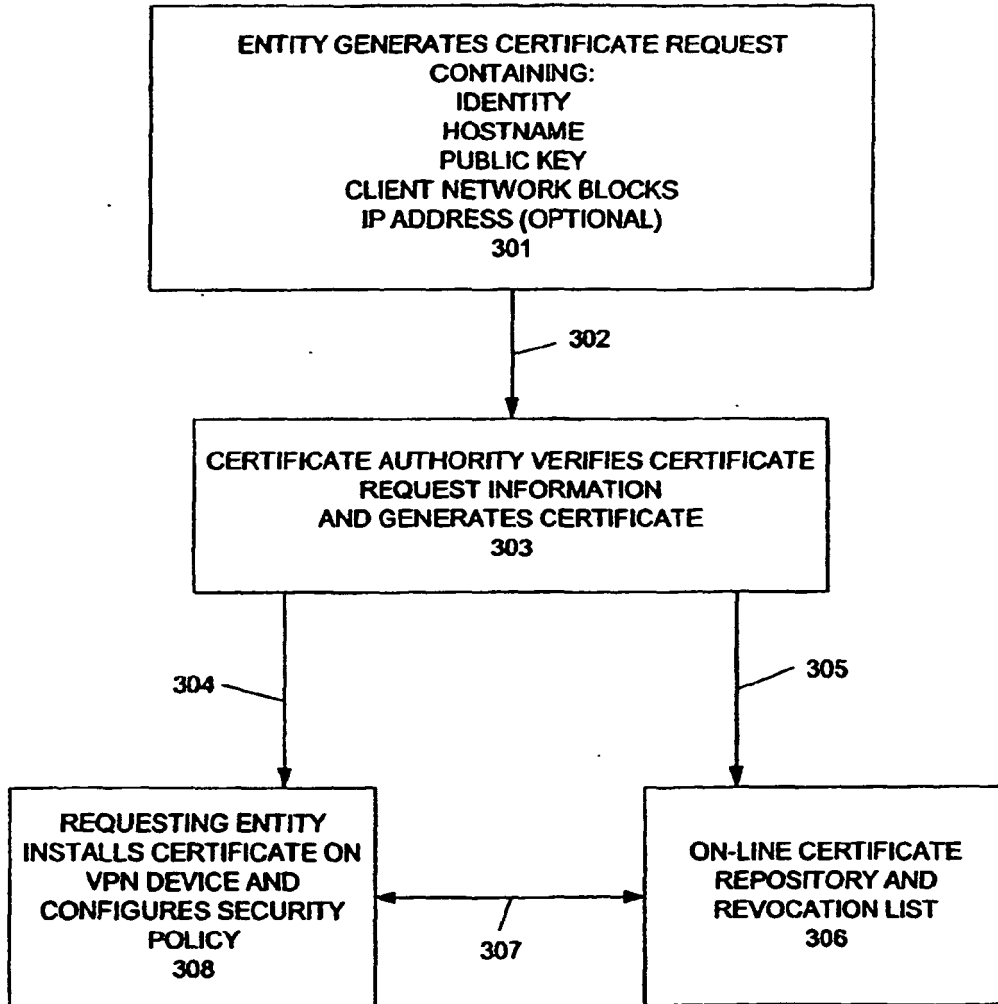 ENTITY GENERATES CERTIFICATE REQUEST
CONTAINING:
IDENTITY
HOSTNAME
PUBLIC KEY
CLIENT NETWORK BLOCKS
IP ADDRESS (OPTIONAL)
301
302
CERTIFICATE AUTHORITY VERIFIES CERTIFICATE
REQUEST INFORMATION
AND GENERATES CERTIFICATE
303
304
305
REQUESTING ENTITY
INSTALLS CERTIFICATE ON
VPN DEVICE AND
CONFIGURES SECURITY
POLICY
308
307
ON-LINE CERTIFICATE
REPOSITORY AND
REVOCATION LIST
306